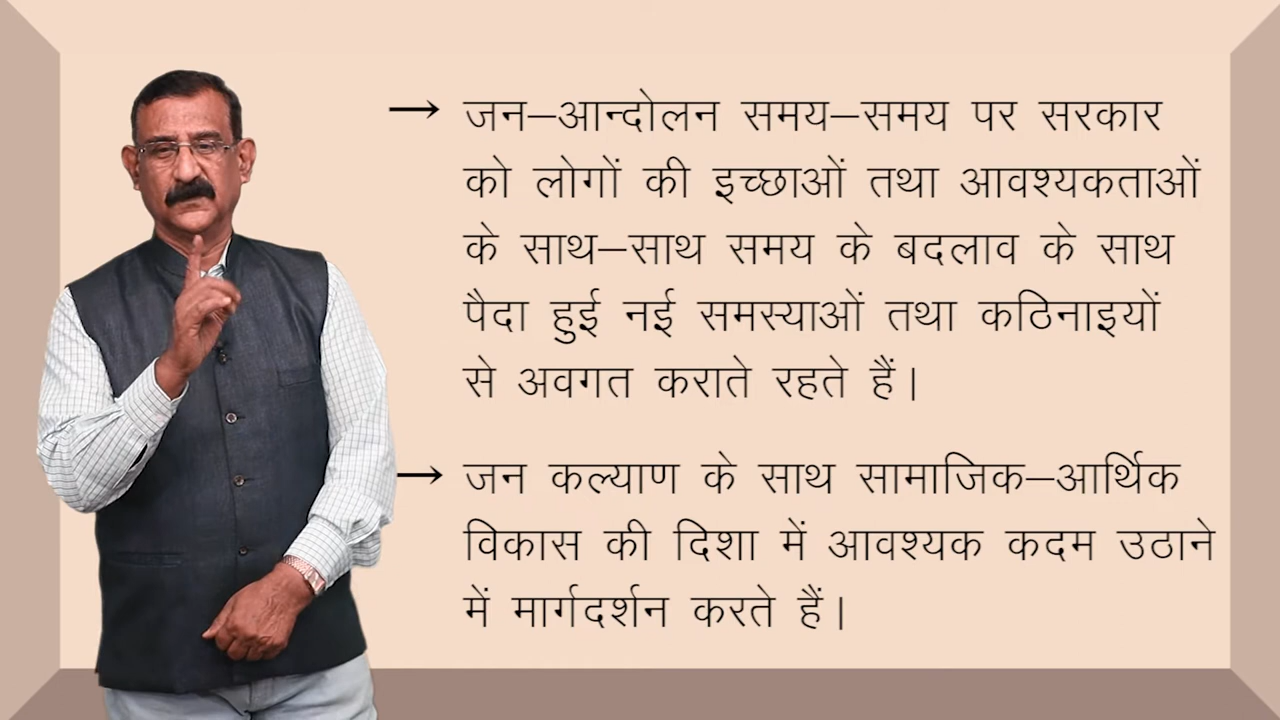 → जन–आन्दोलन समय–समय पर सरकार
को लोगों की इच्छाओं तथा आवश्यकताओं
के साथ–साथ समय के बदलाव के साथ
पैदा हुई नई समस्याओं तथा कठिनाइयों
से अवगत कराते रहते हैं।
→ जन कल्याण के साथ सामाजिक–आर्थिक
विकास की दिशा में आवश्यक कदम उठाने
में मार्गदर्शन करते हैं।